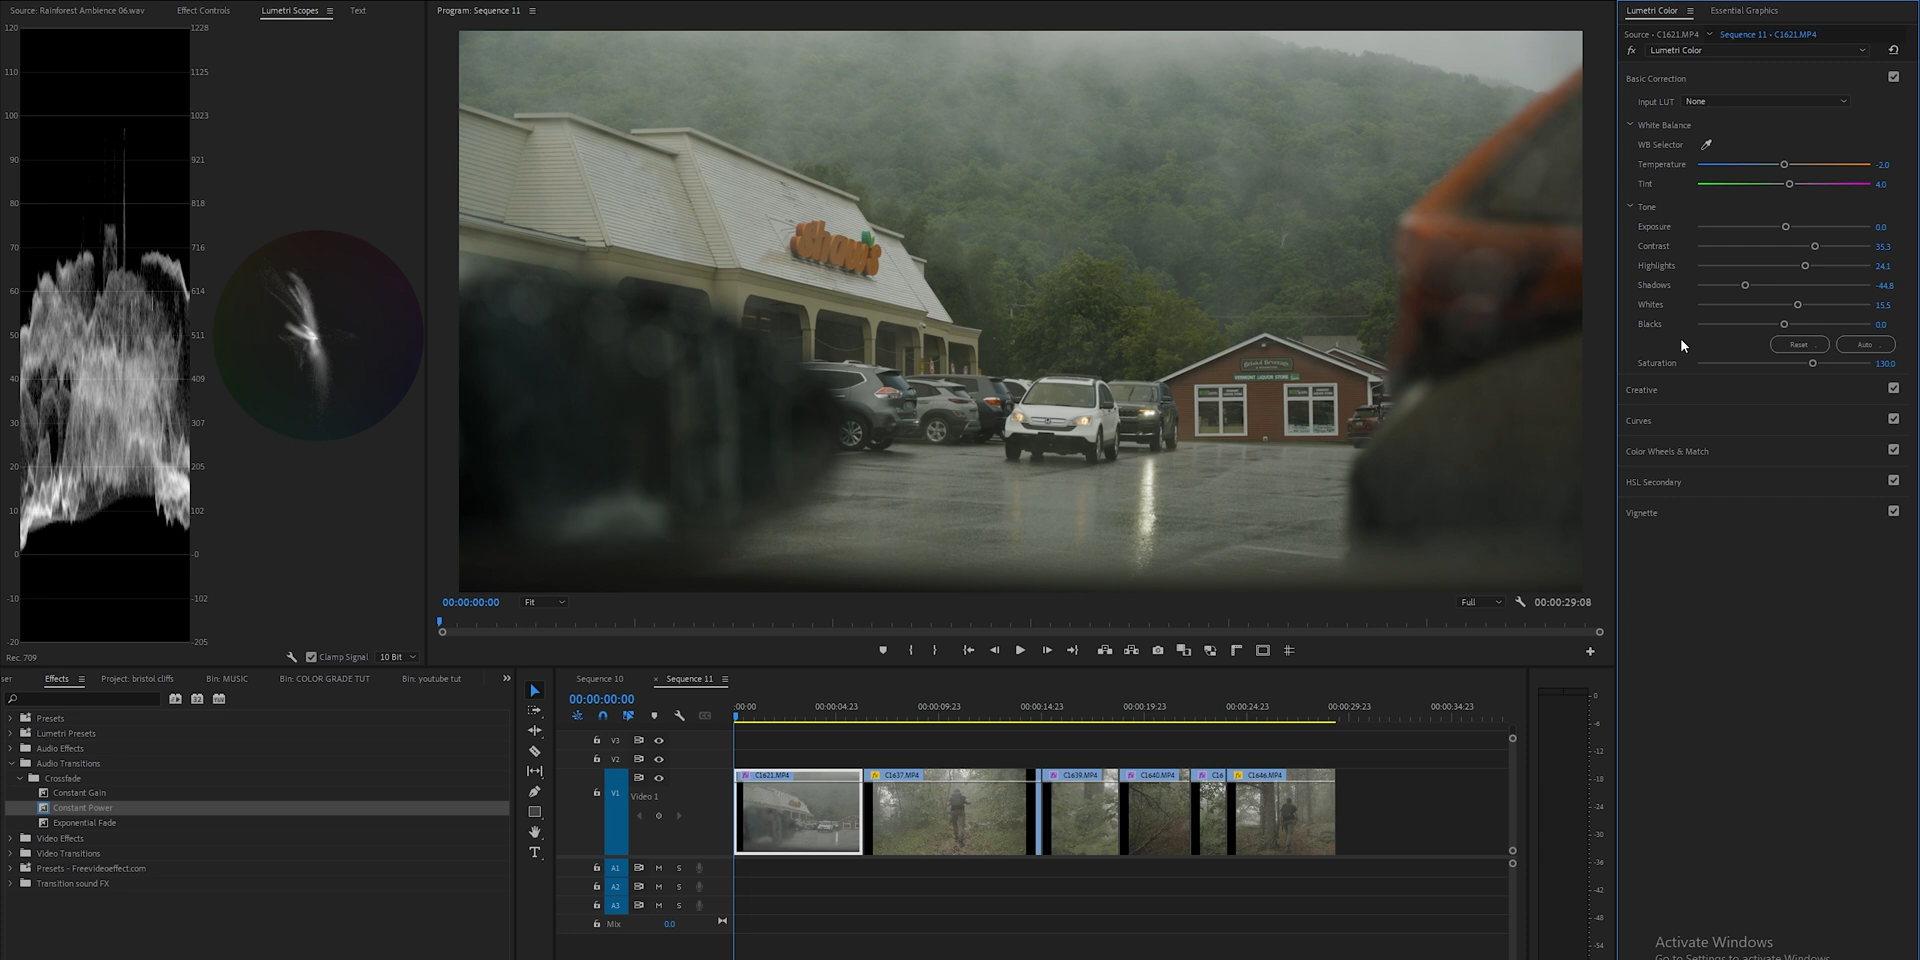 Source: Rainforest Ambience 06.wav
Effect Controls
Lumetri Scopes
Text
Program: Sequence 11
Lumetri Color
Essential Graphics
Source • C1621.MP4
Sequence 11 • C1621.MP4
fx
Lumetri Color
Basic Correction
Input LUT
None
White Balance
WB Selector
Temperature
-2.0
Tint
4.0
Tone
Exposure
0.0
Contrast
35.3
Highlights
24.1
Shadows
-44.8
Whites
15.5
Blacks
0.0
Reset
Auto
Saturation
130.0
Creative
Curves
Color Wheels & Match
HSL Secondary
Vignette
120
1228
110
1125
100
1023
90
921
80
818
70
716
60
614
50
511
40
409
30
307
20
205
10
102
0
-0
-10
-102
-20
-205
Rec. 709
Clamp Signal
10 Bit
shaw's
Bristol Beverage
VERMONT LIQUOR STORE
00:00:00:00
Fit
Full
00:00:29:08
ser
Effects
Project: bristol cliffs
Bin: MUSIC
Bin: COLOR GRADE TUT
Bin: youtube tut
Presets
Lumetri Presets
Audio Effects
Audio Transitions
Crossfade
Constant Gain
Constant Power
Exponential Fade
Video Effects
Video Transitions
Presets - Freevideoeffect.com
Transition sound FX
Sequence 10
Sequence 11
00:00:00:00
:00:00
00:00:04:23
00:00:09:23
00:00:14:23
00:00:19:23
00:00:24:23
00:00:29:23
00:00:34:23
V3
V2
V1
Video 1
C1621.MP4
C1637.MP4
C1639.MP4
C1640.MP4
C16
C1646.MP4
A1
M
S
A2
M
S
A3
M
S
Mix
0.0
0
-6
-12
-18
-24
-30
-36
-42
-48
-54
Activate Windows
Go to Settings to activate Windows.